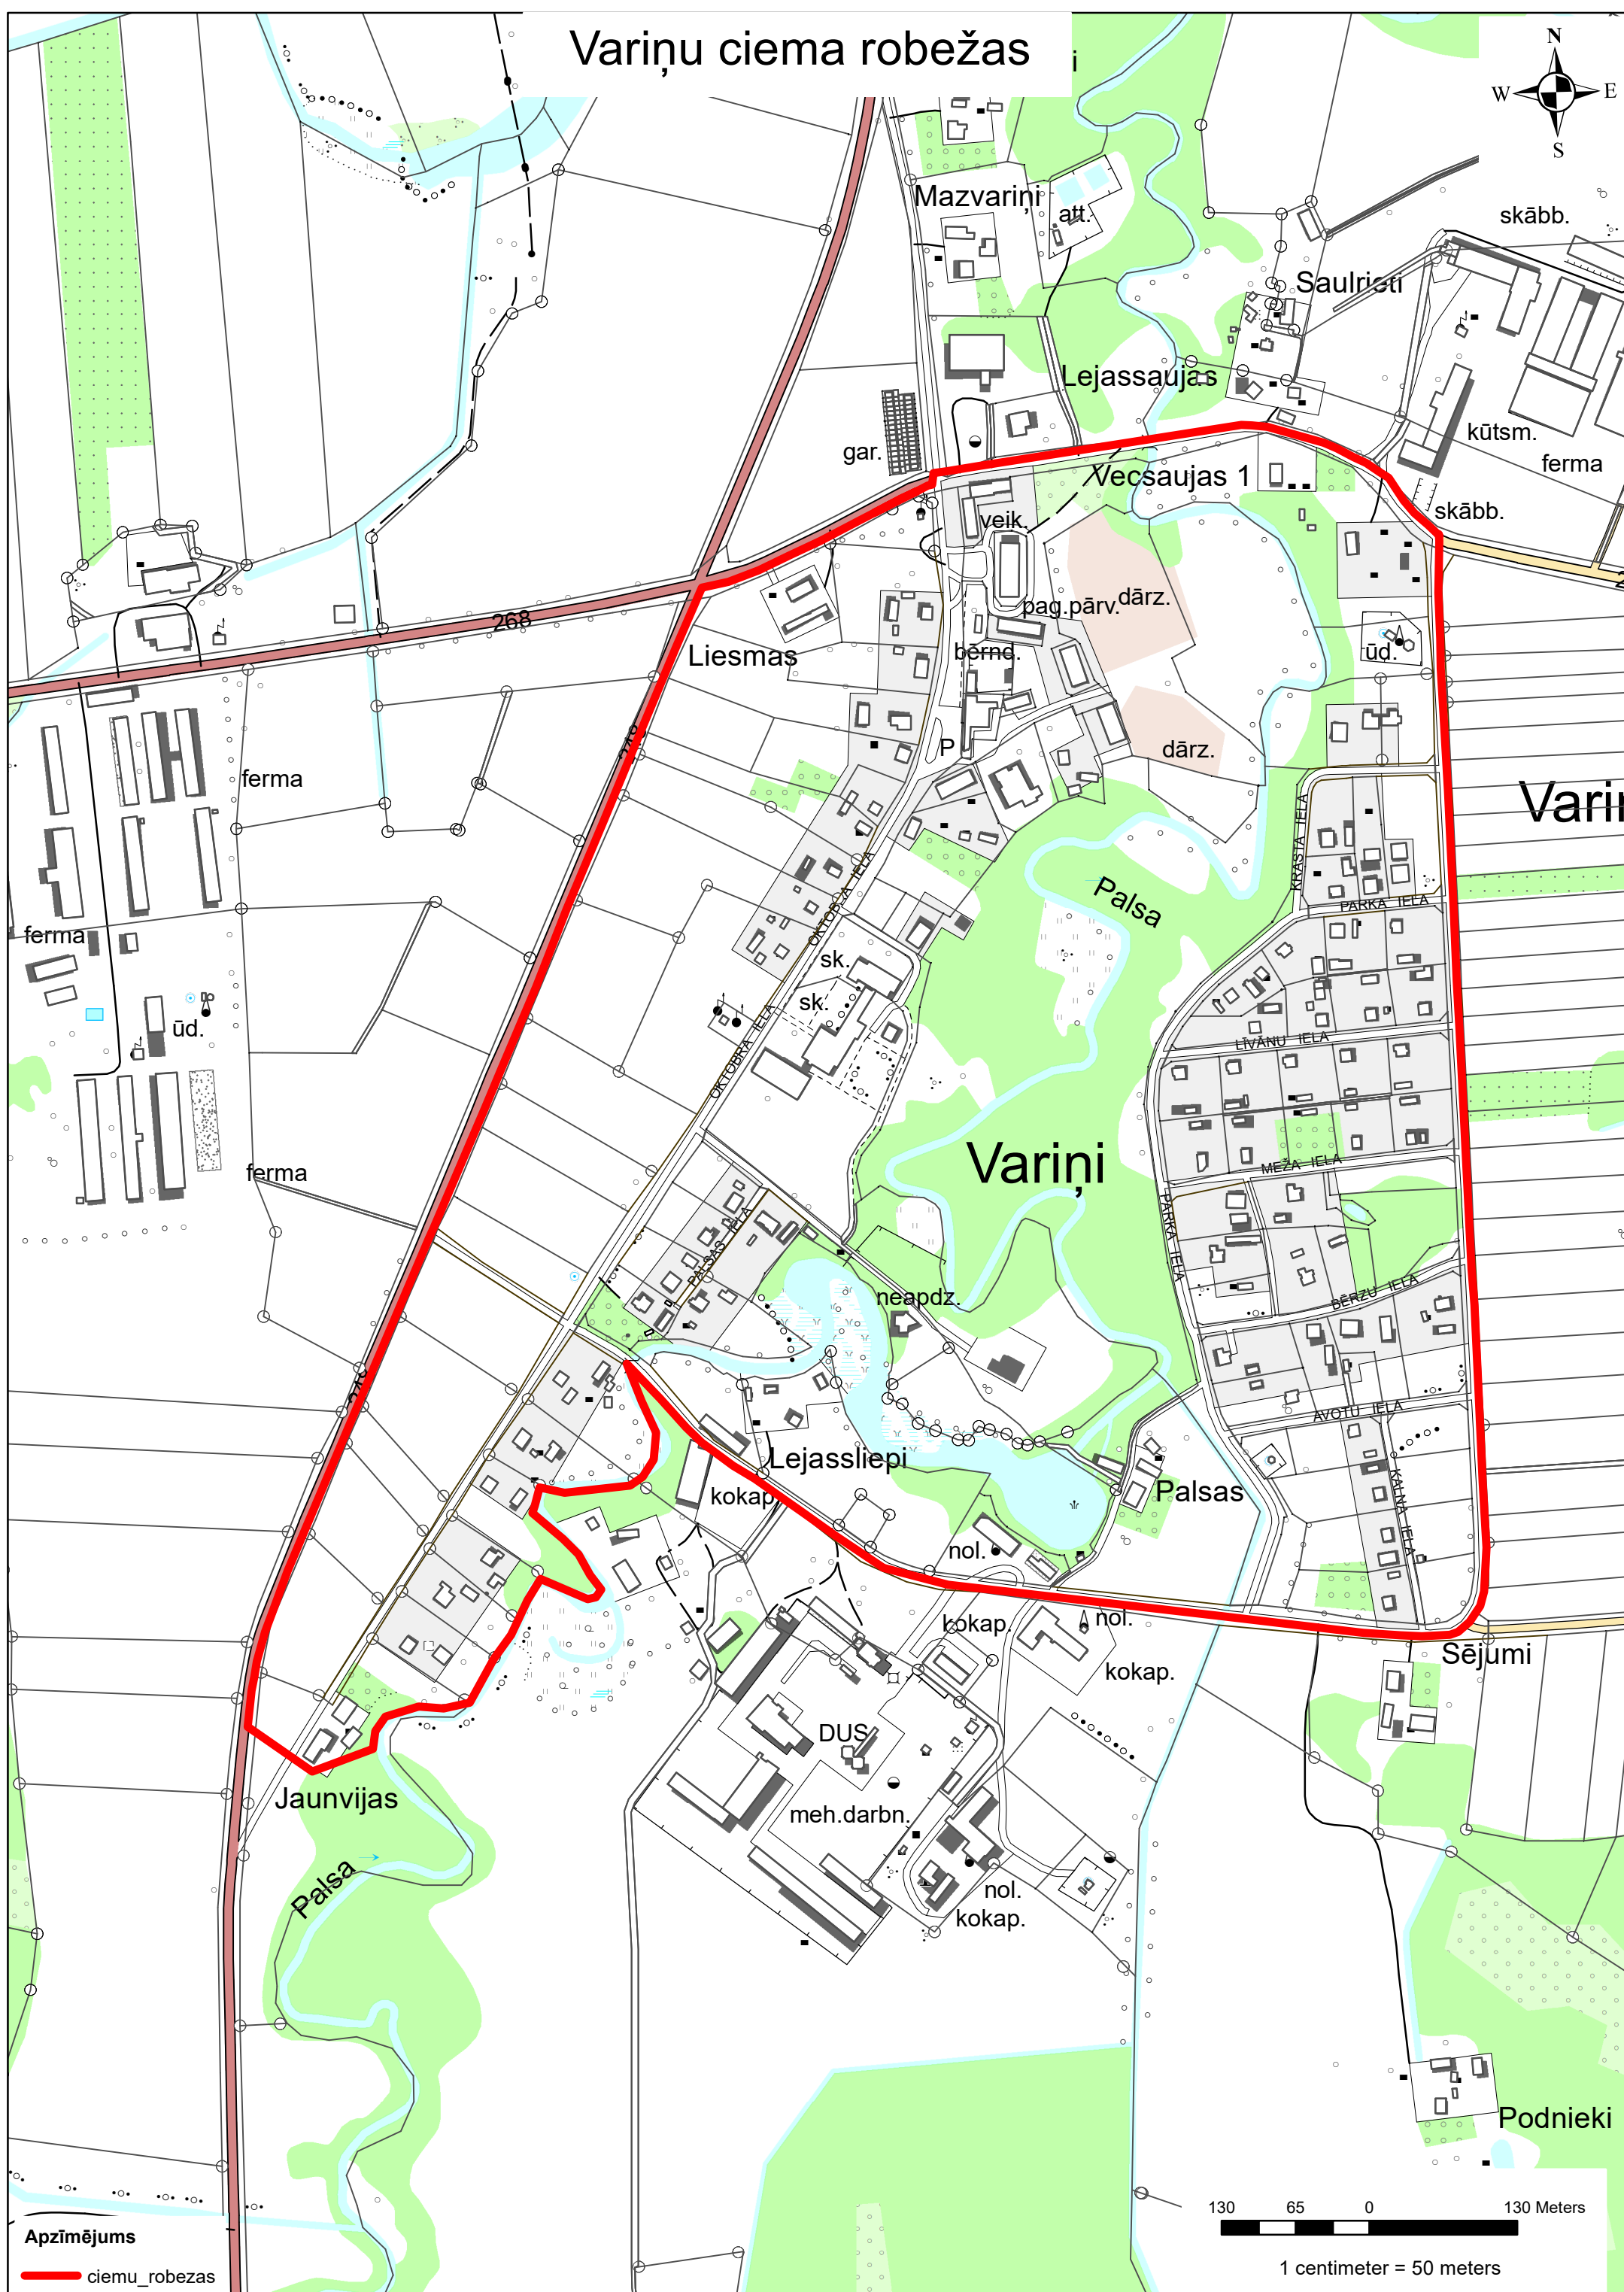 Variņu ciema robežas
i
N
W
E
S
Mazvariņi
att.
skābb.
Saulrieti
Lejassaujas
kūtsm.
gar.
ferma
Vecsaujas 1
skābb.
veik.
268
pag.pārv.
dārz.
Liesmas
bērnd.
ūd.
P
dārz.
ferma
KRASTA IELA
OKTOBRA IELA
Palsa
PARKA IELA
ferma
sk.
sk.
ūd.
OKTOBRA IELA
LĪVĀNU IELA
Variņi
MEŽA IELA
ferma
PALSAS IELA
PARKA IELA
neapdz.
BĒRZU IELA
AVOTU IELA
Lejassliepi
kokap.
Palsas
KALNA IELA
nol.
kokap.
nol.
kokap.
Sējumi
DUS
Jaunvijas
meh.darbn.
Palsa
nol.
kokap.
Podnieki
130 65 0 130 Meters
1 centimeter = 50 meters
Apzīmējums
ciemu_robezas